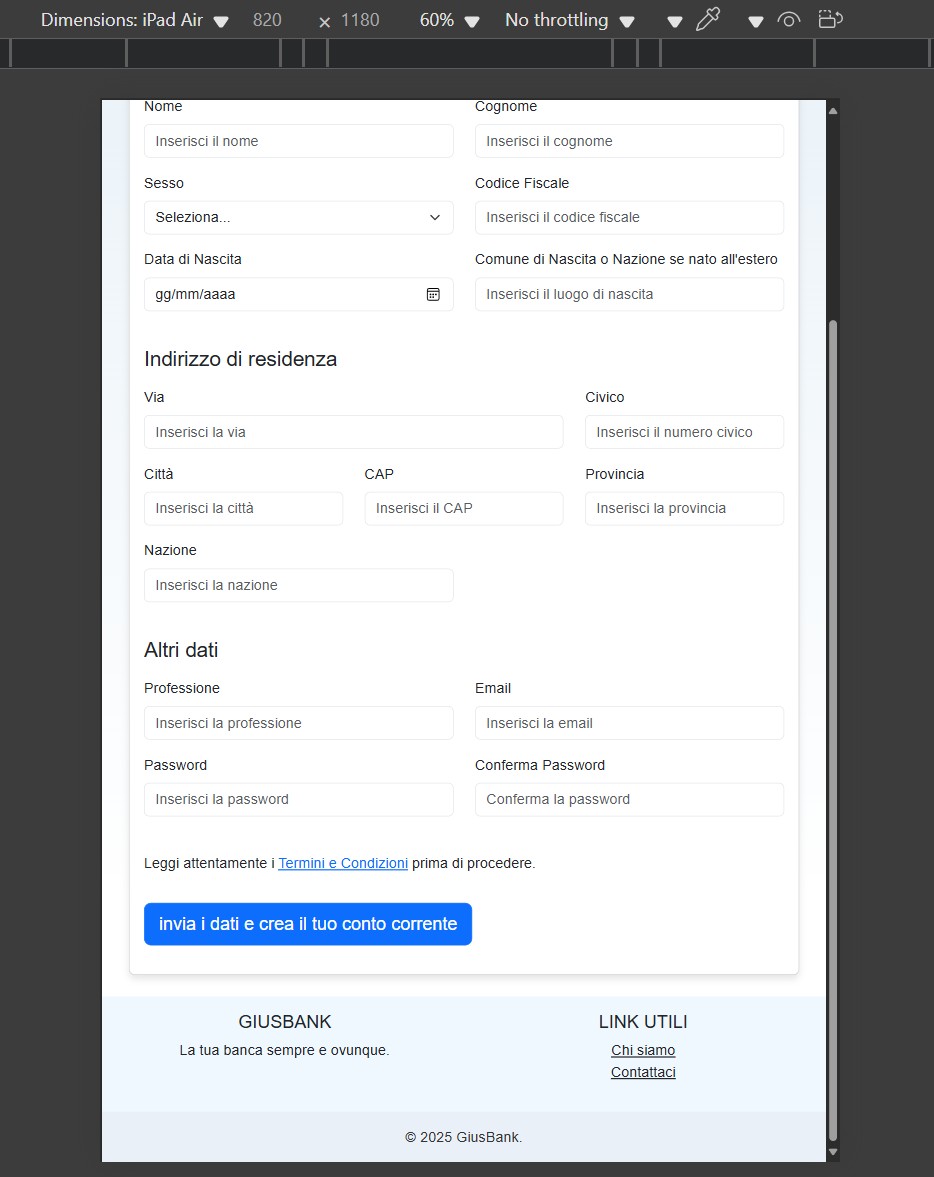 Dimensions: iPad Air 820 × 1180 60% No throttling
Nome Cognome
Inserisci il nome Inserisci il cognome
Sesso Codice Fiscale
Seleziona... Inserisci il codice fiscale
Data di Nascita Comune di Nascita o Nazione se nato all'estero
gg/mm/aaaa Inserisci il luogo di nascita
Indirizzo di residenza
Via Civico
Inserisci la via Inserisci il numero civico
Città CAP Provincia
Inserisci la città Inserisci il CAP Inserisci la provincia
Nazione
Inserisci la nazione
Altri dati
Professione Email
Inserisci la professione Inserisci la email
Password Conferma Password
Inserisci la password Conferma la password
Leggi attentamente i Termini e Condizioni prima di procedere.
invia i dati e crea il tuo conto corrente
GIUSBANK LINK UTILI
La tua banca sempre e ovunque. Chi siamo
Contattaci
© 2025 GiusBank.